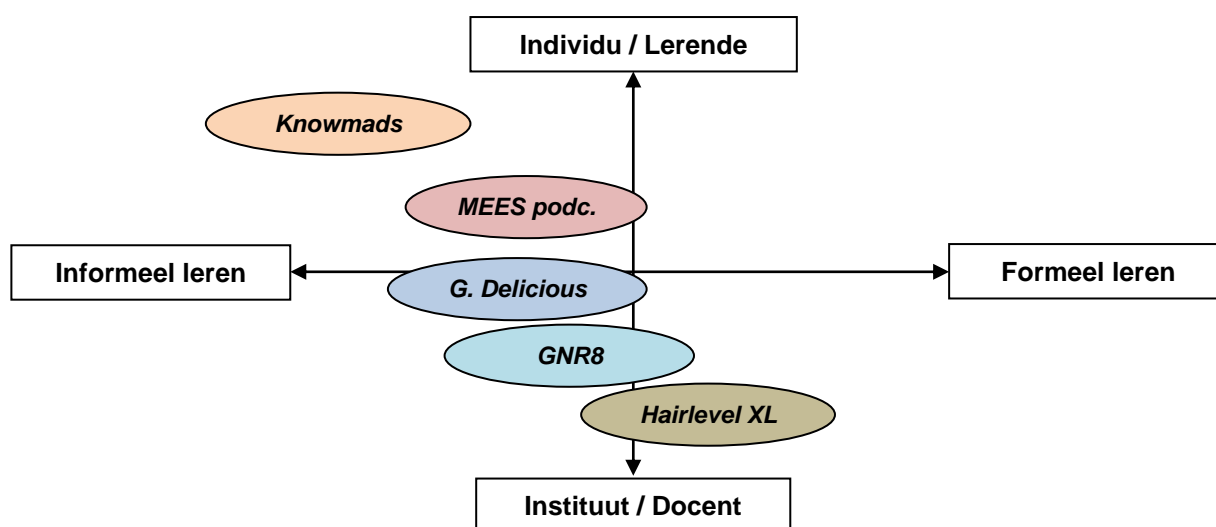 Individu / Lerende
Knowmads
MEES podc.
Informeel leren
Formeel leren
G. Delicious
GNR8
Hairlevel XL
Instituut / Docent